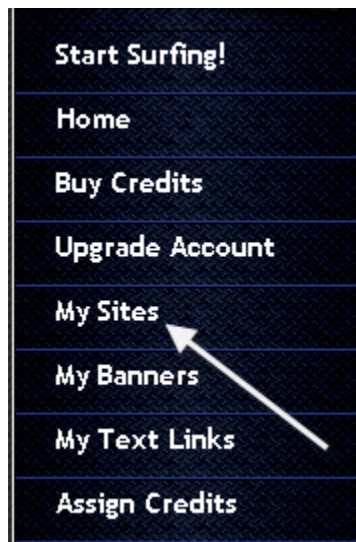 Start Surfing!
Home
Buy Credits
Upgrade Account
My Sites
My Banners
My Text Links
Assign Credits